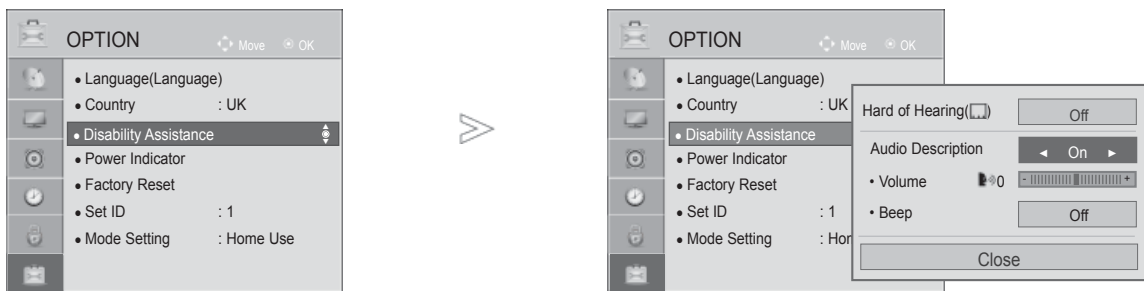 OPTION
Move OK
• Language(Language)
• Country : UK
• Disability Assistance
• Power Indicator
• Factory Reset
• Set ID : 1
• Mode Setting : Home Use
OPTION
Move OK
• Language(Language)
• Country : UK
• Disability Assistance
• Power Indicator
• Factory Reset
• Set ID : 1
• Mode Setting : Hor
Hard of Hearing( ) Off
Audio Description ◄ On ►
• Volume 0 - +
• Beep Off
Close